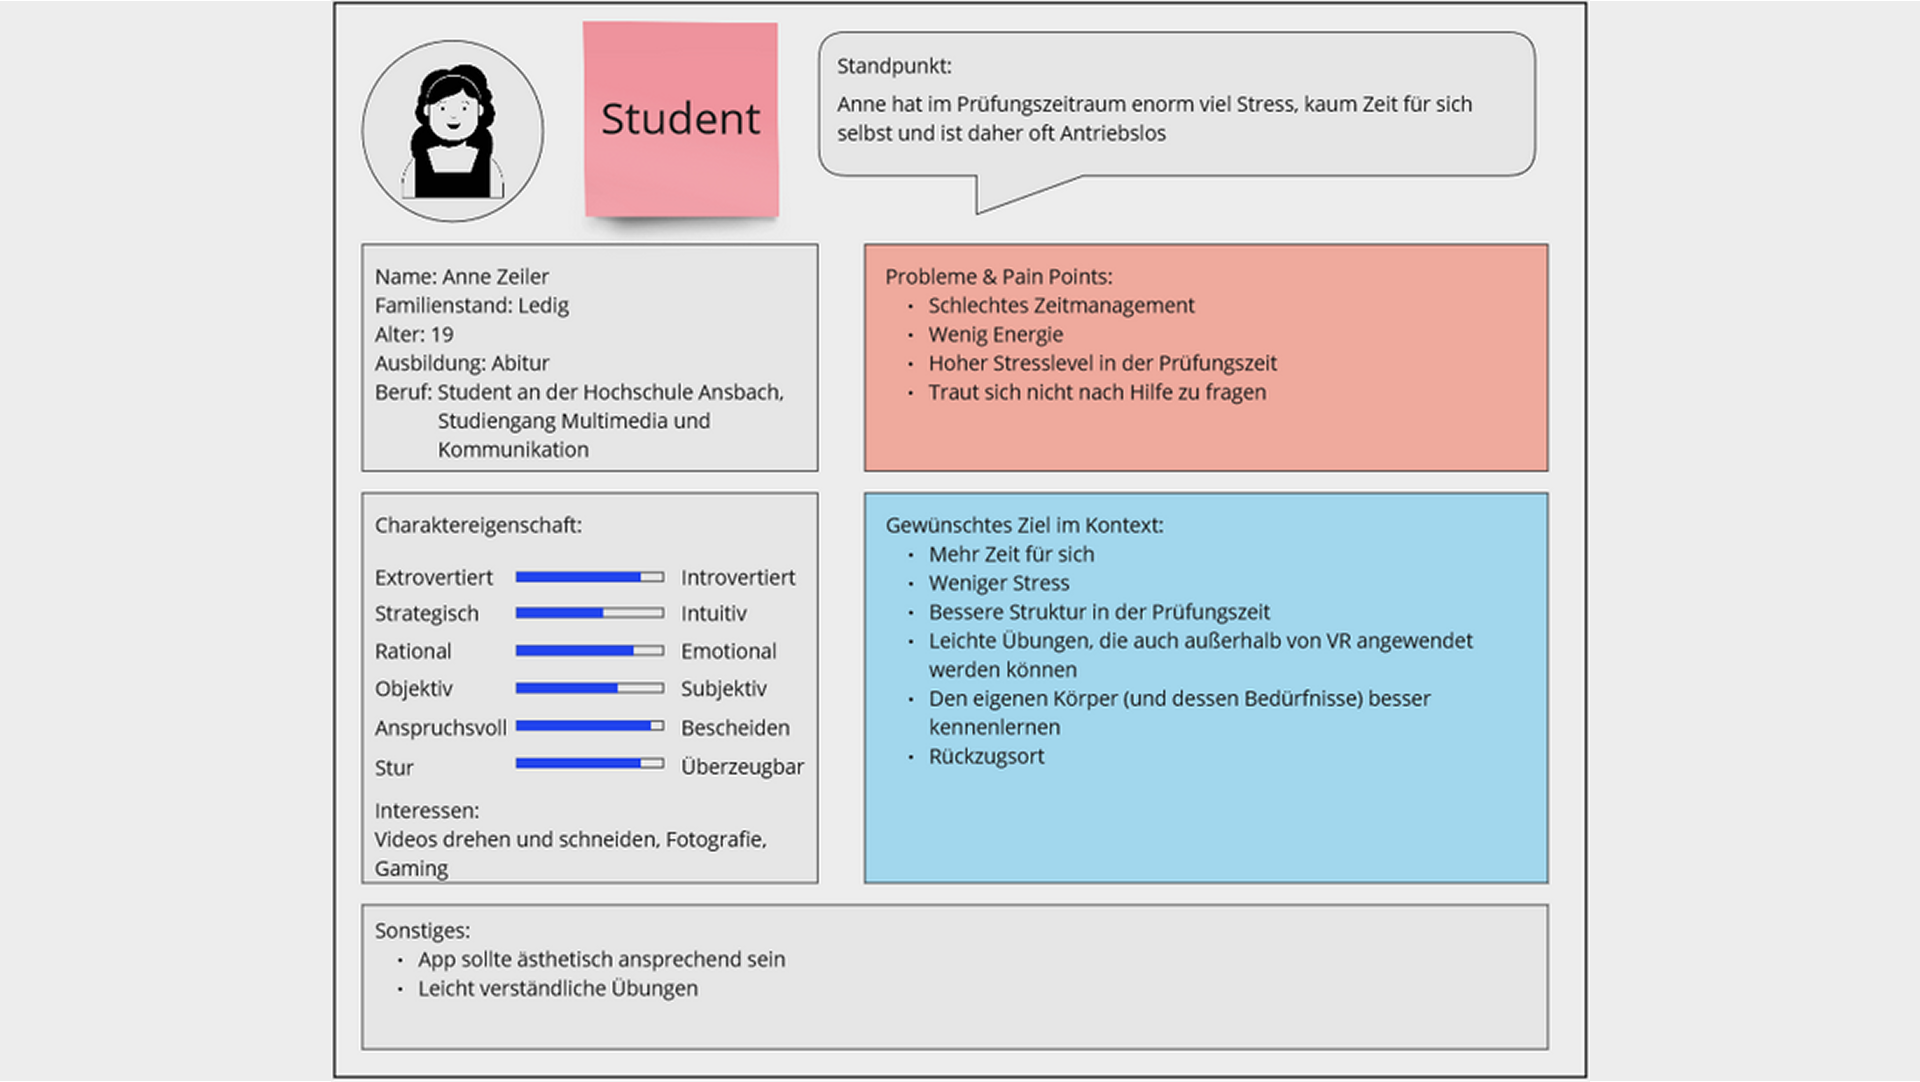 Student
Standpunkt:
Anne hat im Prüfungszeitraum enorm viel Stress, kaum Zeit für sich
selbst und ist daher oft Antriebslos
Name: Anne Zeiler
Familienstand: Ledig
Alter: 19
Ausbildung: Abitur
Beruf: Student an der Hochschule Ansbach,
Studiengang Multimedia und
Kommunikation
Probleme & Pain Points:
· Schlechtes Zeitmanagement
· Wenig Energie
· Hoher Stresslevel in der Prüfungszeit
· Traut sich nicht nach Hilfe zu fragen
Charaktereigenschaft:
Extrovertiert Introvertiert
Strategisch Intuitiv
Rational Emotional
Objektiv Subjektiv
Anspruchsvoll Bescheiden
Stur Überzeugbar
Interessen:
Videos drehen und schneiden, Fotografie,
Gaming
Gewünschtes Ziel im Kontext:
· Mehr Zeit für sich
· Weniger Stress
· Bessere Struktur in der Prüfungszeit
· Leichte Übungen, die auch außerhalb von VR angewendet
werden können
· Den eigenen Körper (und dessen Bedürfnisse) besser
kennenlernen
· Rückzugsort
Sonstiges:
· App sollte ästhetisch ansprechend sein
· Leicht verständliche Übungen